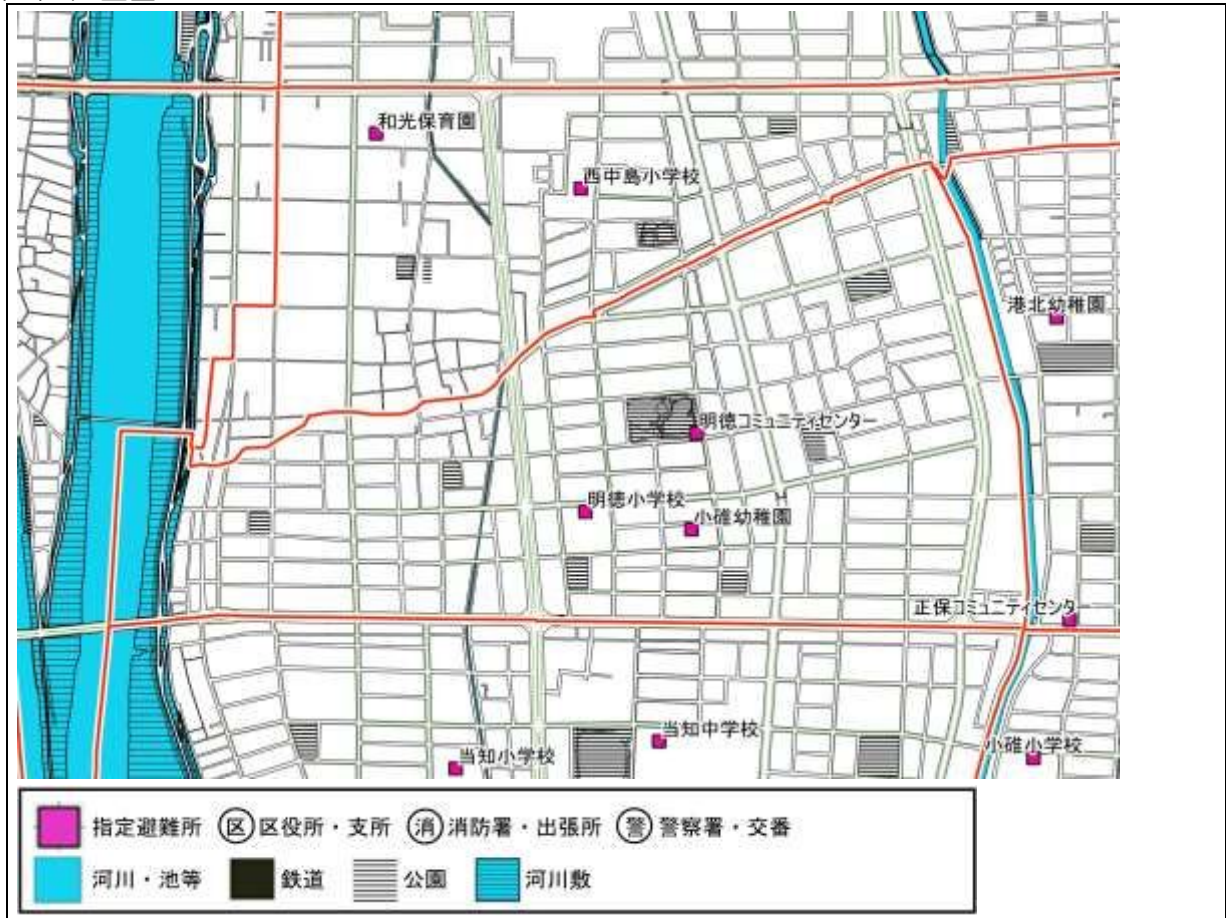 和光保育園
西中島小学校
港北幼稚園
明徳コミュニティセンター
明徳小学校
小碓幼稚園
正保コミュニティセンタ
当知中学校
小碓小学校
当知小学校
指定避難所 区 区役所・支所 消 消防署・出張所 警 警察署・交番
河川・池等 鉄道 公園 河川敷